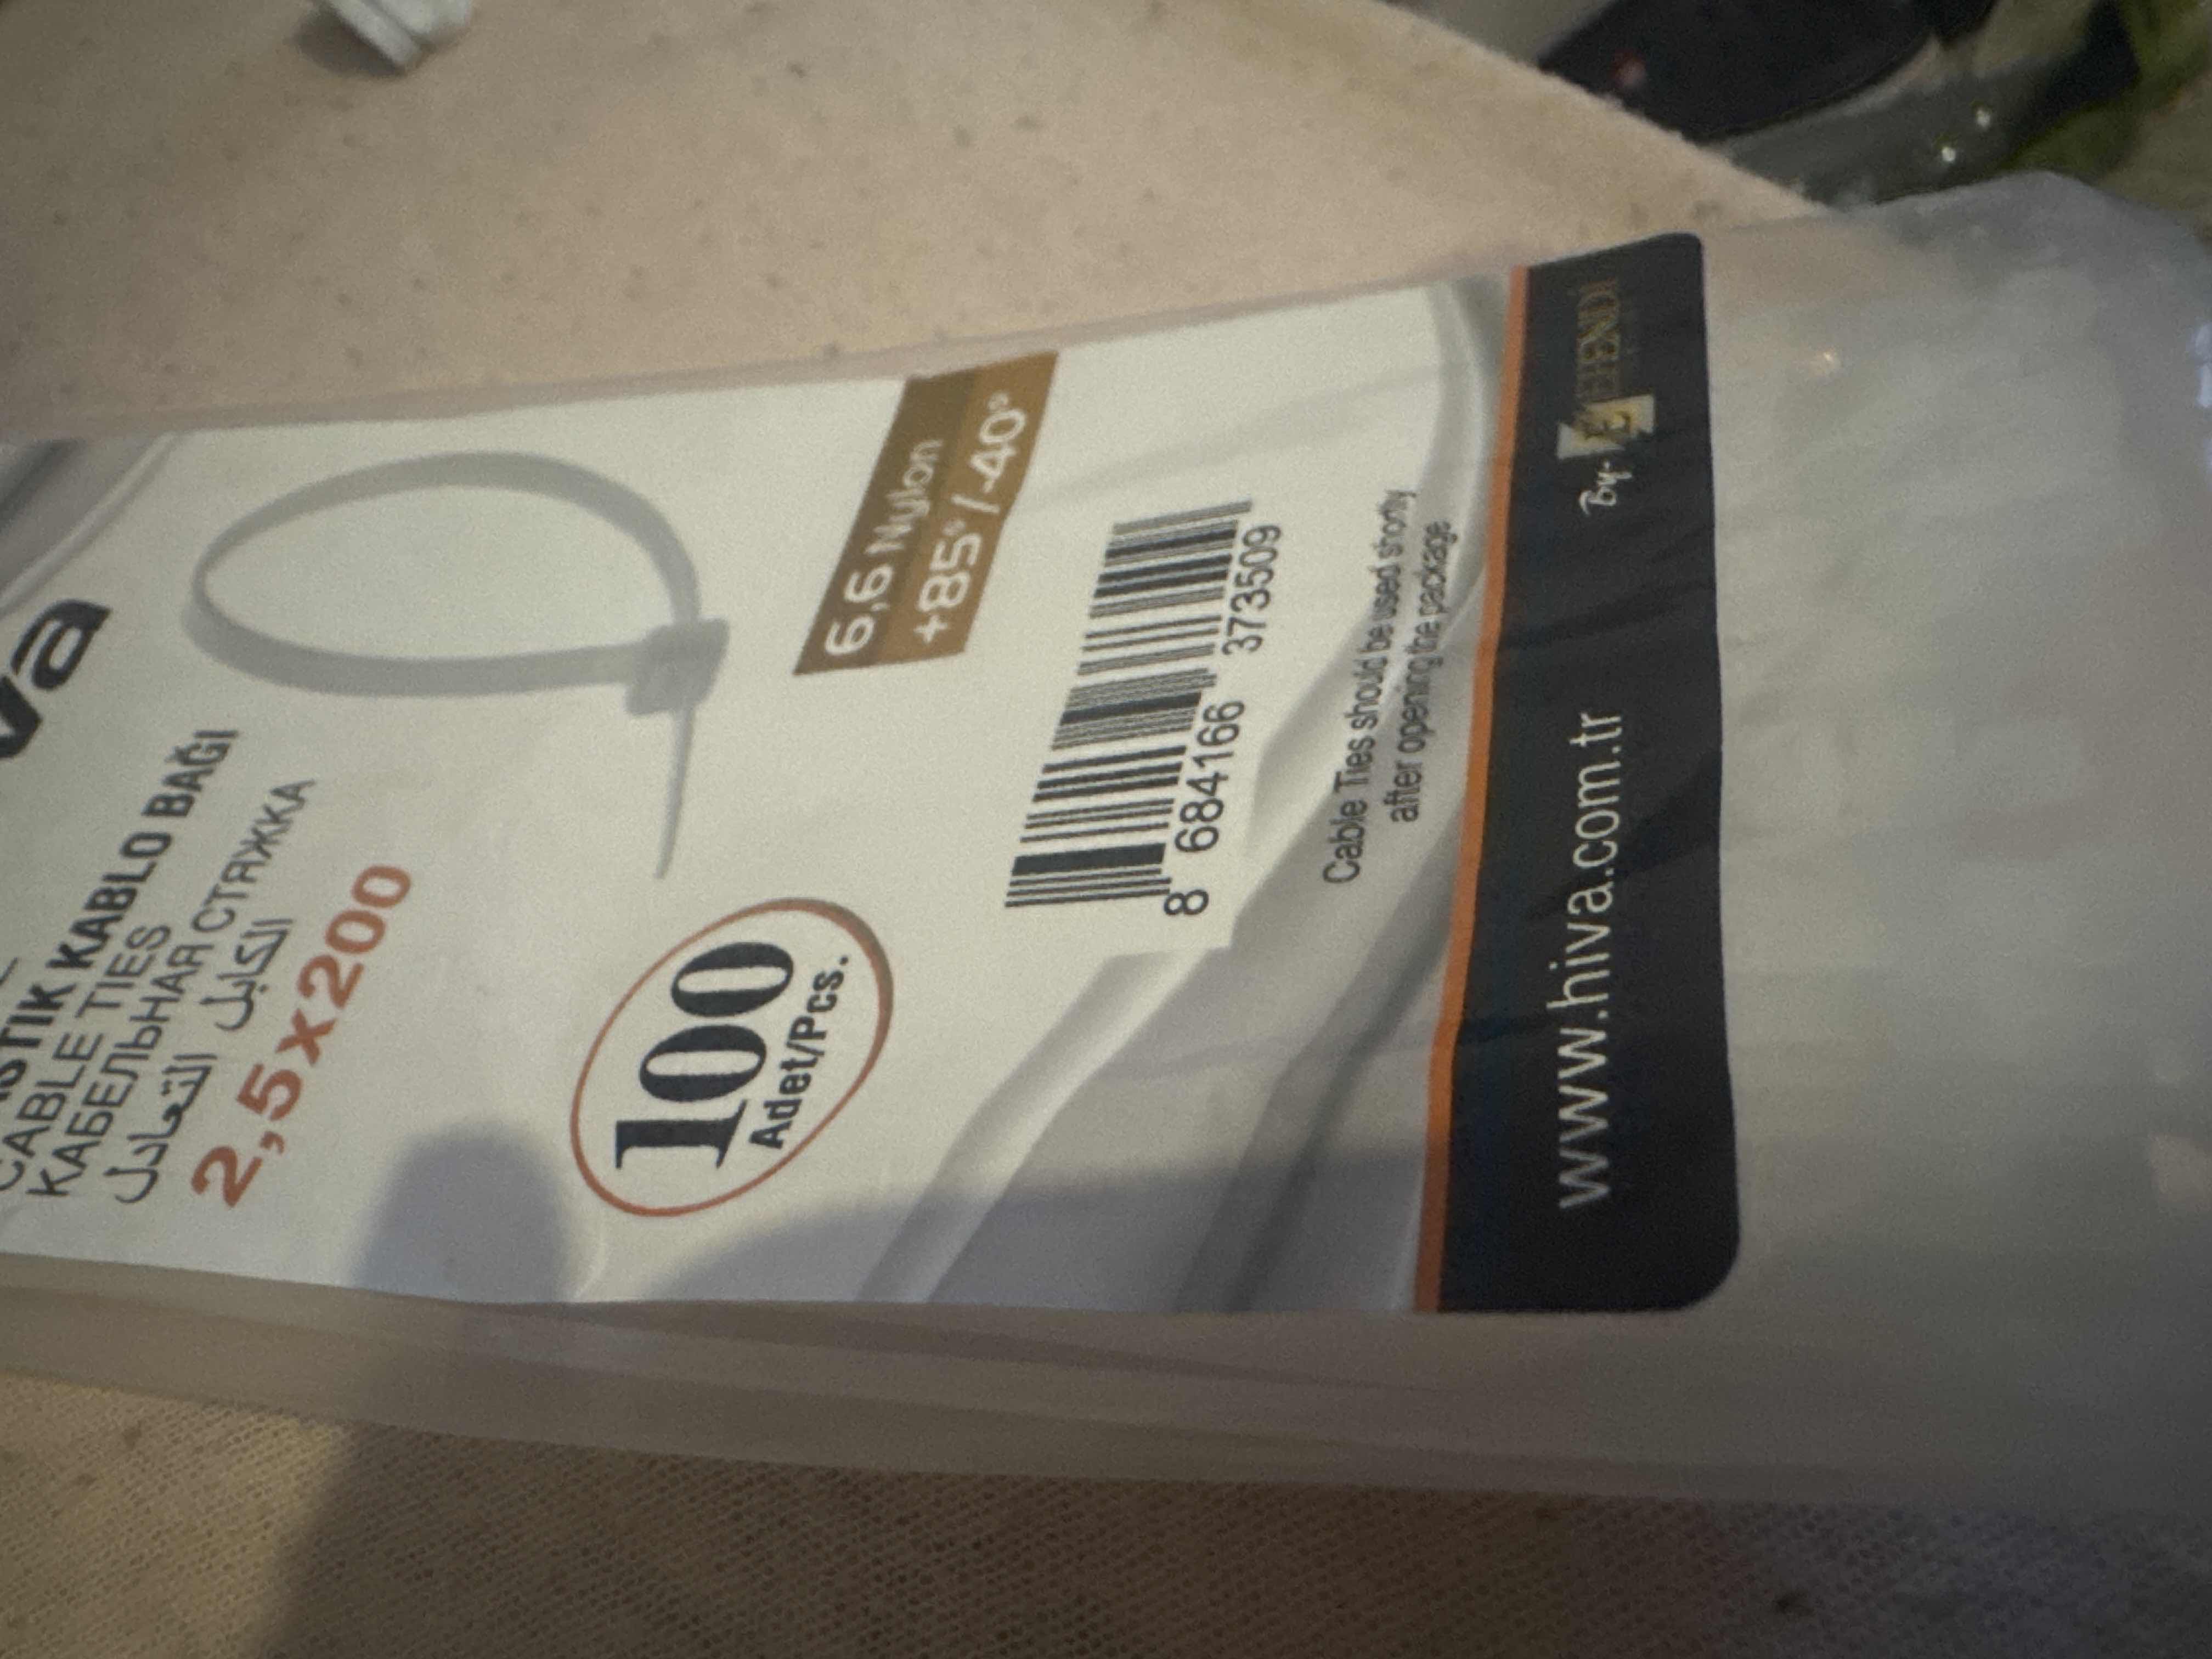 CABLE TIES
КАБЕЛЬНАЯ СТЯЖКА
التعادل الكابل
2,5x200
KABLO BAĞI
100
Adet/Pcs.
6,6 Nylon
+85° / -40°
8 684166 373509
Cable Ties should be used shortly
after opening the package
www.hiva.com.tr
By